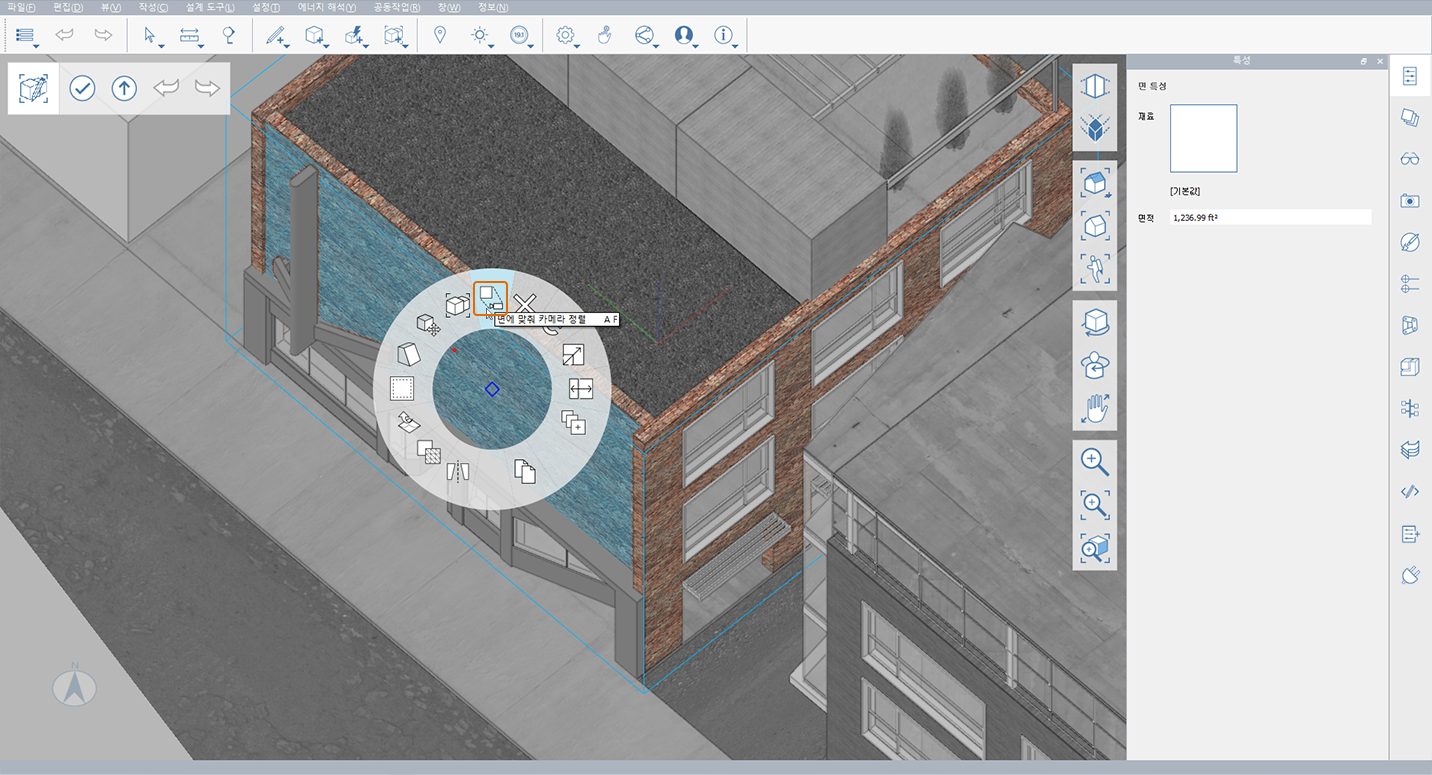 파일(F) 편집(D) 뷰(V) 작성(C) 설계 도구(L) 설정(T) 에너지 해석(Y) 공동작업(R) 창(W) 정보(N)
19.1
특성
면 특성
재료
[기본값]
면적 1,236.99 ft²
면에 맞춰 카메라 정렬 A F
N